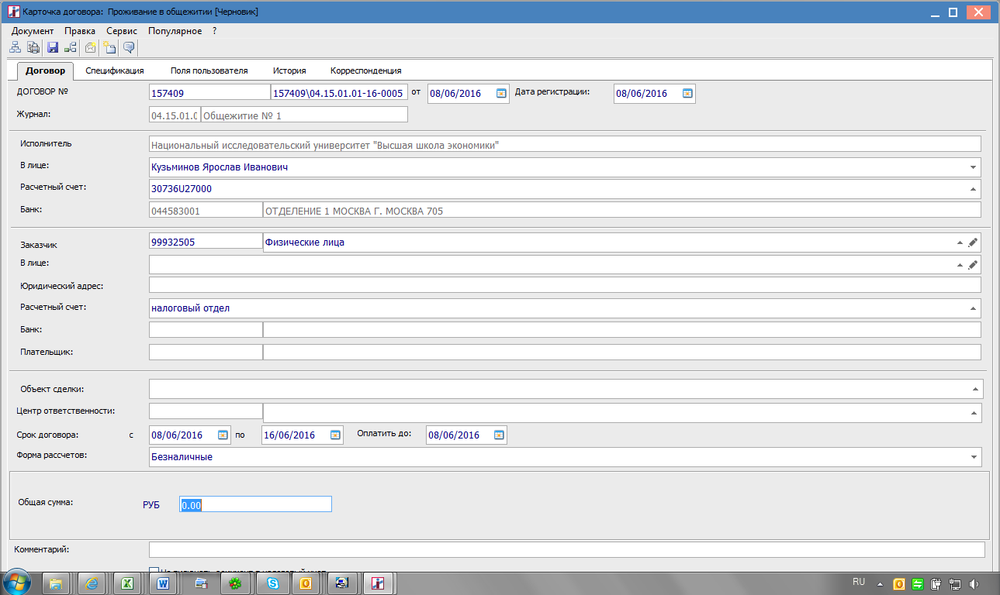 Карточка договора: Проживание в общежитии [Черновик]
Документ Правка Сервис Популярное ?
Договор Спецификация Поля пользователя История Корреспонденция
ДОГОВОР № 157409 157409\04.15.01.01-16-0005 от 08/06/2016 Дата регистрации: 08/06/2016
Журнал: 04.15.01.0 Общежитие № 1
Исполнитель Национальный исследовательский университет "Высшая школа экономики"
В лице: Кузьминов Ярослав Иванович
Расчетный счет: 30736U27000
Банк: 044583001 ОТДЕЛЕНИЕ 1 МОСКВА Г. МОСКВА 705
Заказчик 99932505 Физические лица
В лице:
Юридический адрес:
Расчетный счет: налоговый отдел
Банк:
Плательщик:
Объект сделки:
Центр ответственности:
Срок договора: с 08/06/2016 по 16/06/2016 Оплатить до: 08/06/2016
Форма рассчетов: Безналичные
Общая сумма: РУБ 0.00
Комментарий:
RU